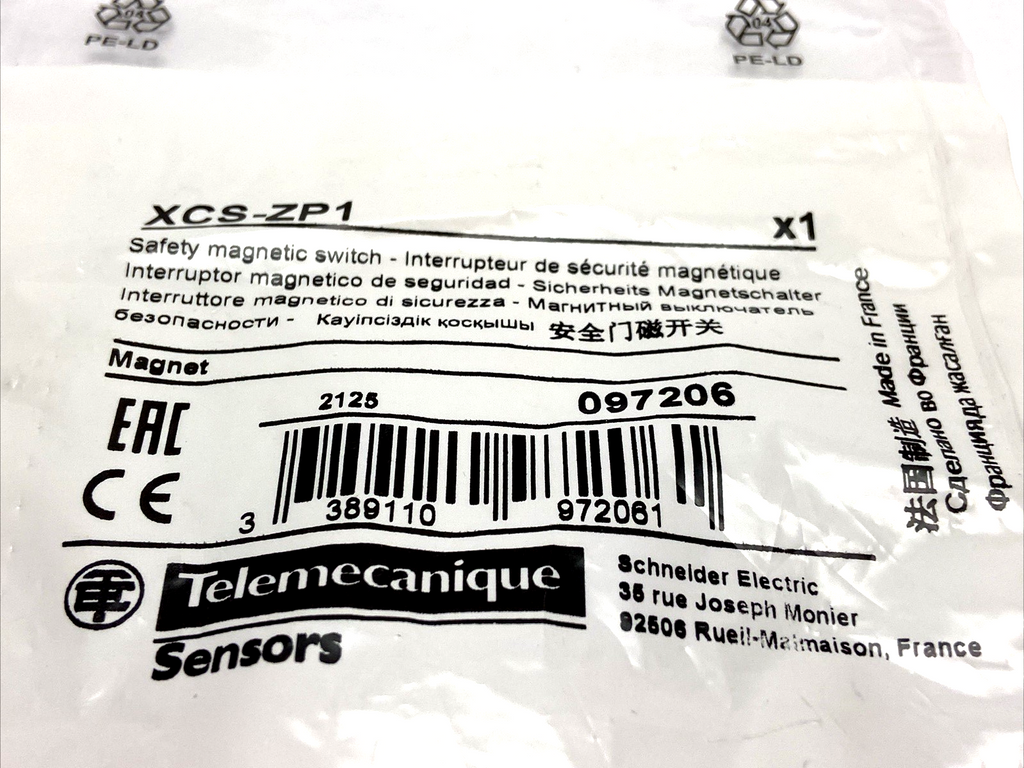 04
PE-LD
04
PE-LD
XCS-ZP1
x1
Safety magnetic switch - Interrupteur de sécurité magnétique
Interruptor magnetico de seguridad - Sicherheits Magnetschalter
Interruttore magnetico di sicurezza - Магнитный выключатель
безопасности - Кауіпсіздік қосқышы 安全门磁开关
Magnet
EAC
CE
2125
097206
3 389110 972061
法国制造 Made in France
Сделано во Франции
Францияда жасалған
Telemecanique
Sensors
Schneider Electric
35 rue Joseph Monier
92506 Rueil-Malmaison, France